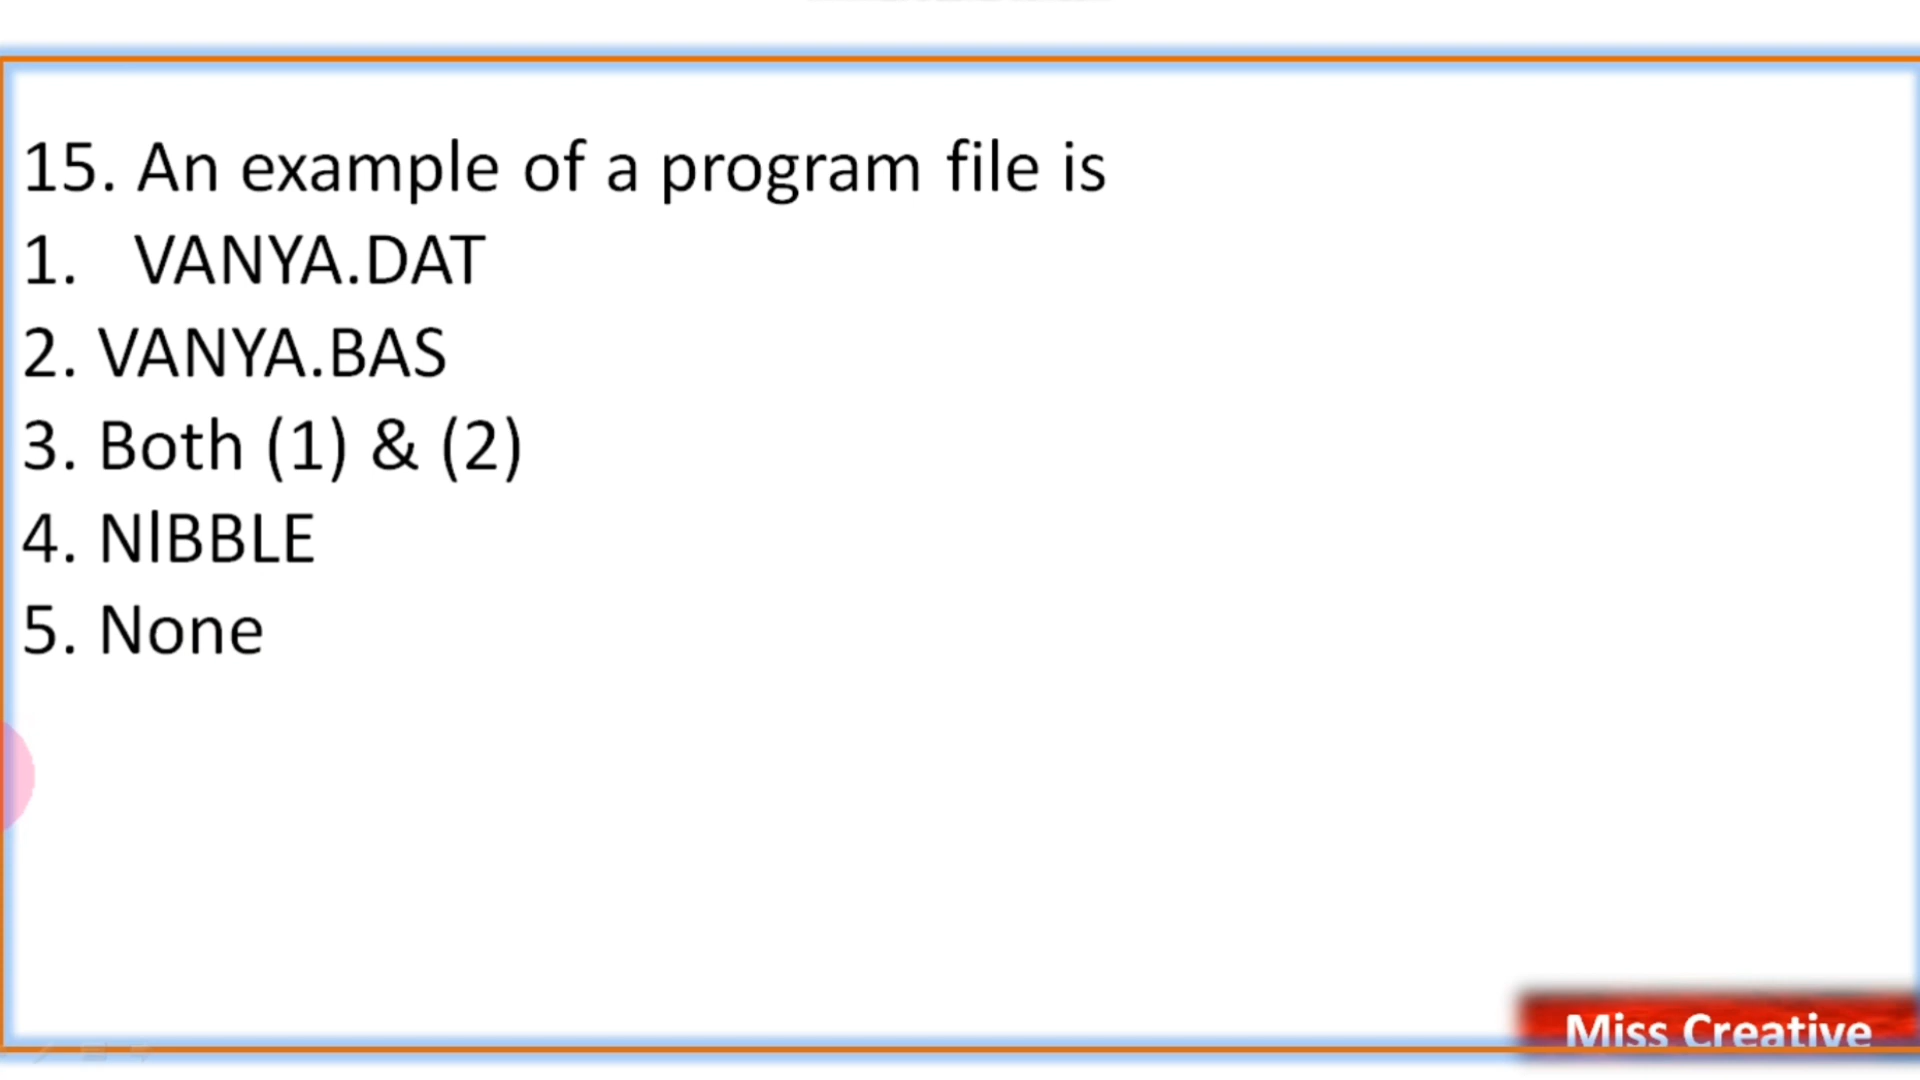 15. An example of a program file is
1. VANYA.DAT
2. VANYA.BAS
3. Both (1) & (2)
4. NlBBLE
5. None
Miss Creative